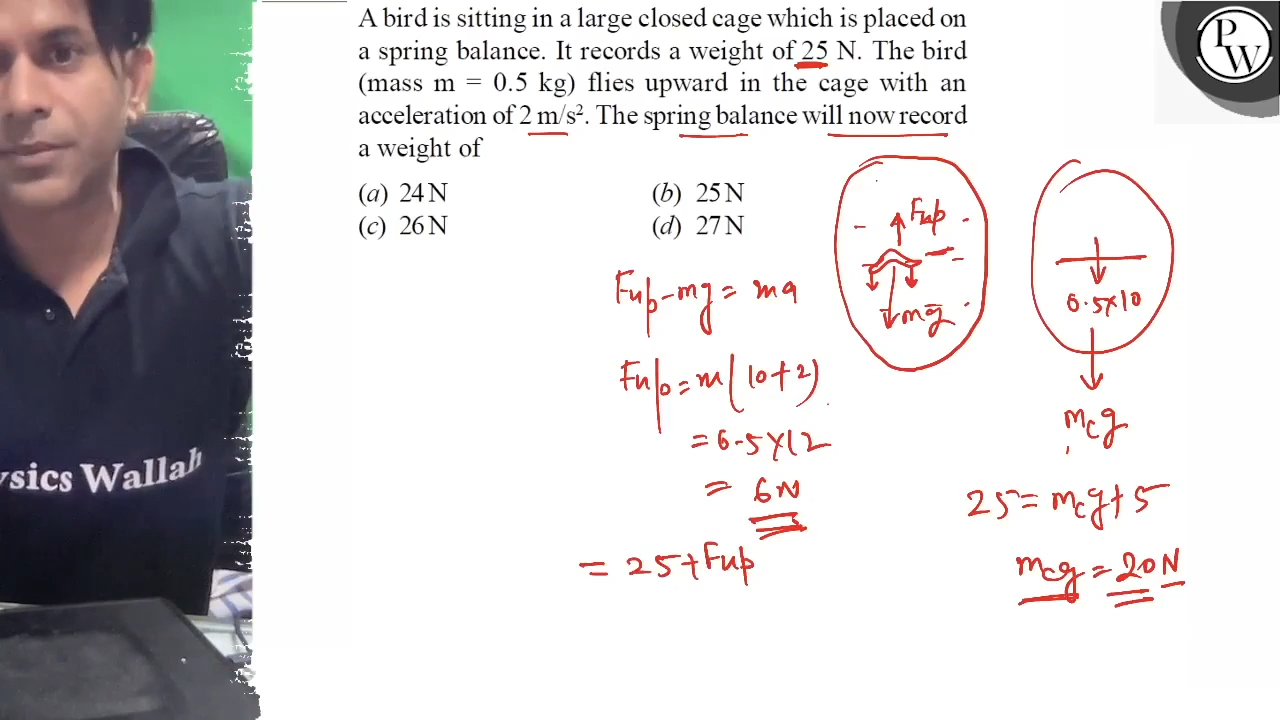 A bird is sitting in a large closed cage which is placed on
a spring balance. It records a weight of 25 N. The bird
(mass m = 0.5 kg) flies upward in the cage with an
acceleration of 2 m/s². The spring balance will now record
a weight of
(a) 24 N
(b) 25 N
(c) 26 N
(d) 27 N
PW
Fup
mg
0.5×10
mcg
Fup-mg = ma
Fup = m(10+2)
= 0.5×12
= 6N
= 25+Fup
25 = mcg+5
mcg = 20N
ysics Wallah